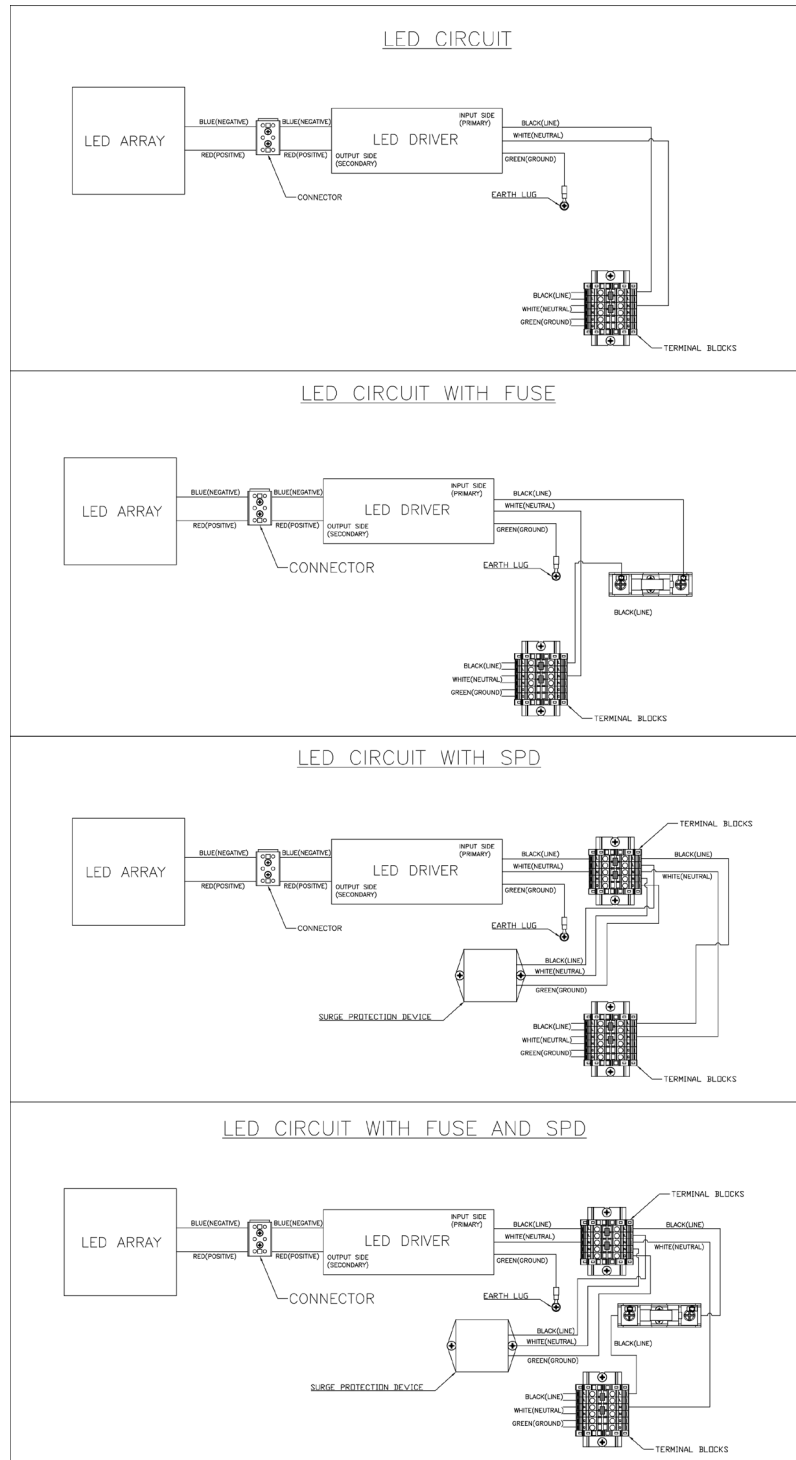 LED CIRCUIT
LED ARRAY
BLUE(NEGATIVE)
RED(POSITIVE)
CONNECTOR
BLUE(NEGATIVE)
RED(POSITIVE)
INPUT SIDE
(PRIMARY)
LED DRIVER
OUTPUT SIDE
(SECONDARY)
BLACK(LINE)
WHITE(NEUTRAL)
GREEN(GROUND)
EARTH LUG
BLACK(LINE)
WHITE(NEUTRAL)
GREEN(GROUND)
TERMINAL BLOCKS
LED CIRCUIT WITH FUSE
LED ARRAY
BLUE(NEGATIVE)
RED(POSITIVE)
CONNECTOR
BLUE(NEGATIVE)
RED(POSITIVE)
INPUT SIDE
(PRIMARY)
LED DRIVER
OUTPUT SIDE
(SECONDARY)
BLACK(LINE)
WHITE(NEUTRAL)
GREEN(GROUND)
EARTH LUG
BLACK(LINE)
BLACK(LINE)
WHITE(NEUTRAL)
GREEN(GROUND)
TERMINAL BLOCKS
LED CIRCUIT WITH SPD
LED ARRAY
BLUE(NEGATIVE)
RED(POSITIVE)
CONNECTOR
BLUE(NEGATIVE)
RED(POSITIVE)
INPUT SIDE
(PRIMARY)
LED DRIVER
OUTPUT SIDE
(SECONDARY)
BLACK(LINE)
WHITE(NEUTRAL)
GREEN(GROUND)
EARTH LUG
TERMINAL BLOCKS
BLACK(LINE)
WHITE(NEUTRAL)
BLACK(LINE)
WHITE(NEUTRAL)
GREEN(GROUND)
SURGE PROTECTION DEVICE
BLACK(LINE)
WHITE(NEUTRAL)
GREEN(GROUND)
TERMINAL BLOCKS
LED CIRCUIT WITH FUSE AND SPD
LED ARRAY
BLUE(NEGATIVE)
RED(POSITIVE)
CONNECTOR
BLUE(NEGATIVE)
RED(POSITIVE)
INPUT SIDE
(PRIMARY)
LED DRIVER
OUTPUT SIDE
(SECONDARY)
BLACK(LINE)
WHITE(NEUTRAL)
GREEN(GROUND)
EARTH LUG
TERMINAL BLOCKS
BLACK(LINE)
WHITE(NEUTRAL)
BLACK(LINE)
WHITE(NEUTRAL)
GREEN(GROUND)
BLACK(LINE)
SURGE PROTECTION DEVICE
BLACK(LINE)
WHITE(NEUTRAL)
GREEN(GROUND)
TERMINAL BLOCKS